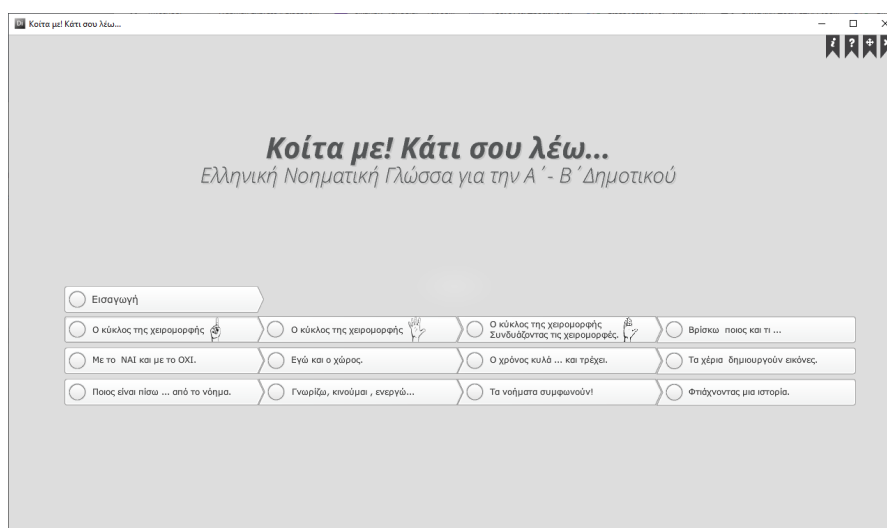 Κοίτα με! Κάτι σου λέω...
Κοίτα με! Κάτι σου λέω...
Ελληνική Νοηματική Γλώσσα για την Α΄- Β΄Δημοτικού
Εισαγωγή
Ο κύκλος της χειρομορφής
Ο κύκλος της χειρομορφής
Ο κύκλος της χειρομορφής
Συνδυάζοντας τις χειρομορφές.
Βρίσκω ποιος και τι ...
Με το ΝΑΙ και με το ΟΧΙ.
Εγώ και ο χώρος.
Ο χρόνος κυλά ... και τρέχει.
Τα χέρια δημιουργούν εικόνες.
Ποιος είναι πίσω ... από το νόημα.
Γνωρίζω, κινούμαι , ενεργώ...
Τα νοήματα συμφωνούν!
Φτιάχνοντας μια ιστορία.